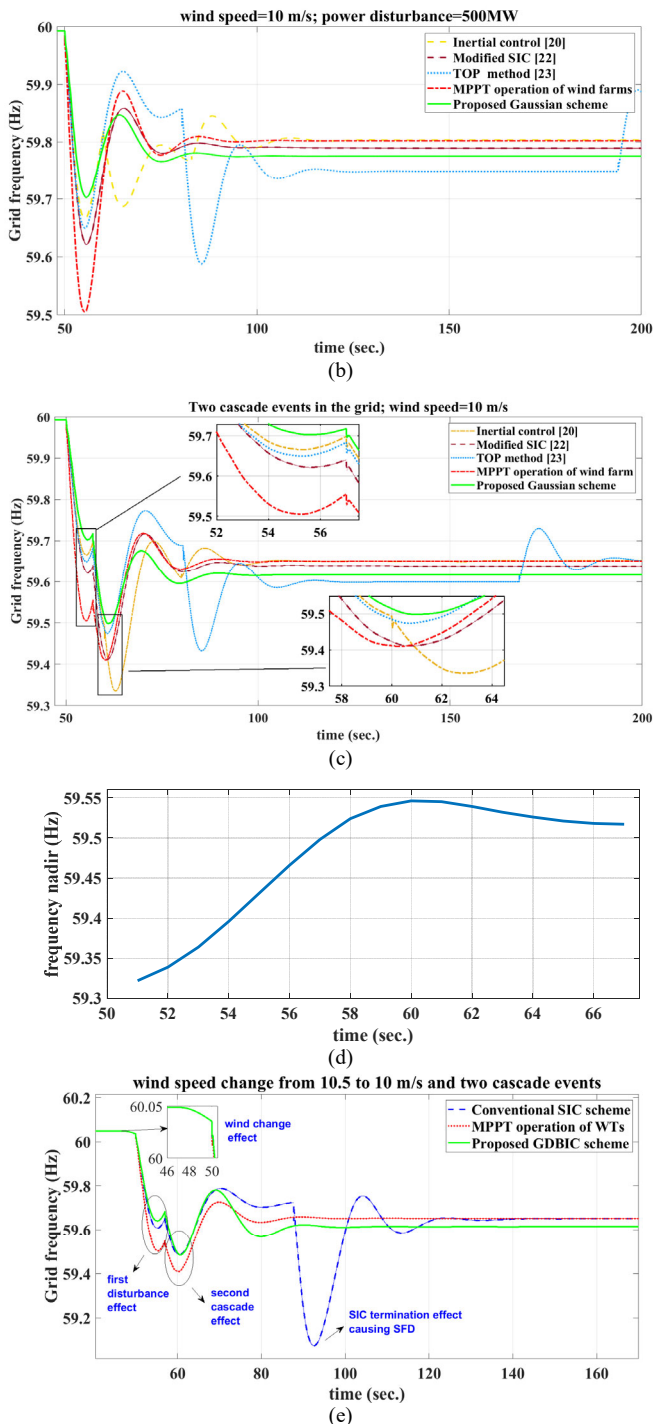 wind speed=10 m/s; power disturbance=500MW
60
59.9
59.8
59.7
59.6
59.5
Grid frequency (Hz)
Inertial control [20]
Modified SIC [22]
TOP method [23]
MPPT operation of wind farms
Proposed Gaussian scheme
50
100
150
200
time (sec.)
(b)
Two cascade events in the grid; wind speed=10 m/s
60
59.9
59.8
59.7
59.6
59.5
59.4
59.3
Grid frequency (Hz)
Inertial control [20]
Modified SIC [22]
TOP method [23]
MPPT operation of wind farm
Proposed Gaussian scheme
59.7
59.6
59.5
52
54
56
59.5
59.4
59.3
58
60
62
64
50
100
150
200
time (sec.)
(c)
59.55
59.5
59.45
59.4
59.35
59.3
frequency nadir (Hz)
50
52
54
56
58
60
62
64
66
time (sec.)
(d)
wind speed change from 10.5 to 10 m/s and two cascade events
60.2
60
59.8
59.6
59.4
59.2
Grid frequency (Hz)
60.05
60
46
48
50
wind change
effect
Conventional SIC scheme
MPPT operation of WTs
Proposed GDBIC scheme
first
disturbance
effect
second
cascade
effect
SIC termination effect
causing SFD
60
80
100
120
140
160
time (sec.)
(e)